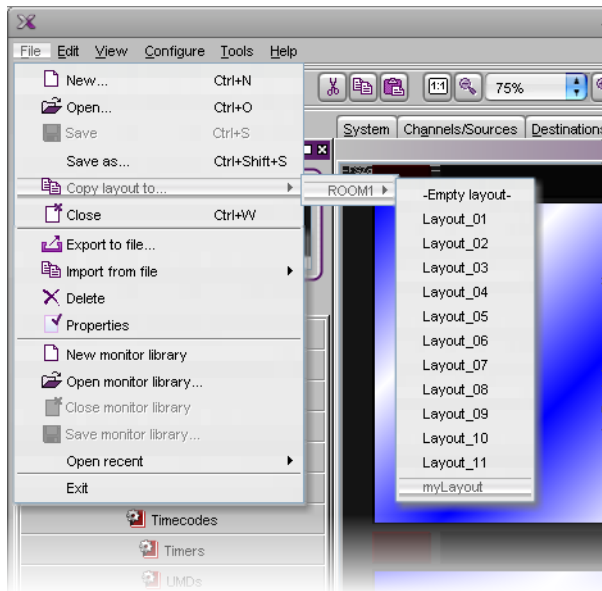 File Edit View Configure Tools Help
New... Ctrl+N
Open... Ctrl+O
Save Ctrl+S
Save as... Ctrl+Shift+S
Copy layout to...
Close Ctrl+W
Export to file...
Import from file
Delete
Properties
New monitor library
Open monitor library...
Close monitor library
Save monitor library...
Open recent
Exit
1:1 75%
System Channels/Sources
ROOM1
-Empty layout-
Layout_01
Layout_02
Layout_03
Layout_04
Layout_05
Layout_06
Layout_07
Layout_08
Layout_09
Layout_10
Layout_11
myLayout
Timecodes
Timers
UMDs